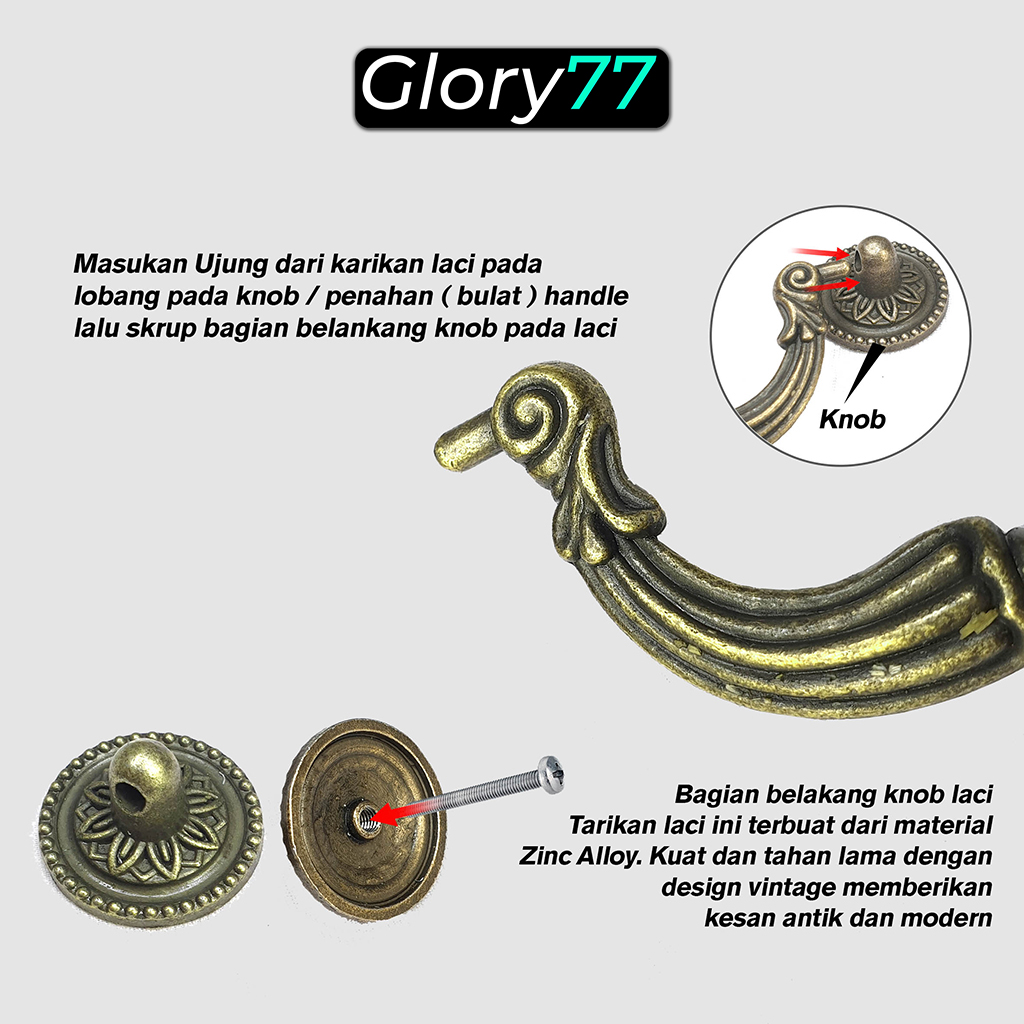 Glory77
Masukan Ujung dari karikan laci pada
lobang pada knob / penahan ( bulat ) handle
lalu skrup bagian belankang knob pada laci
Knob
Bagian belakang knob laci
Tarikan laci ini terbuat dari material
Zinc Alloy. Kuat dan tahan lama dengan
design vintage memberikan
kesan antik dan modern